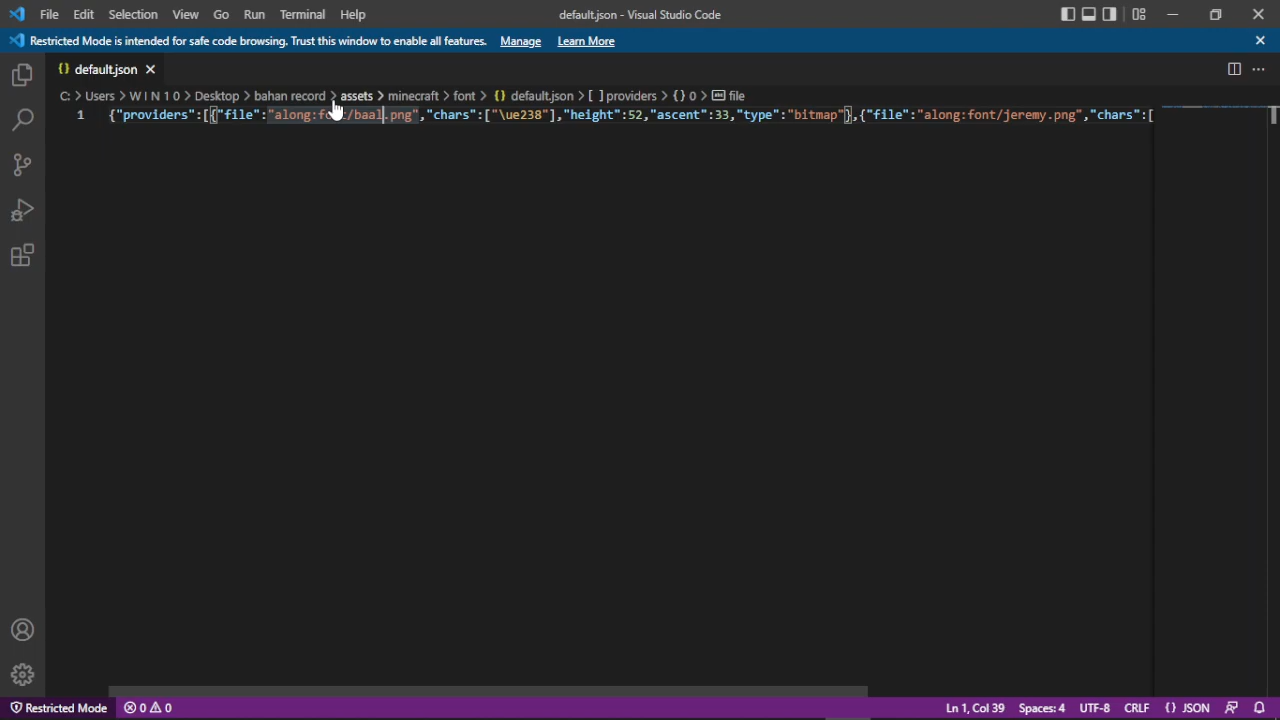 File Edit Selection View Go Run Terminal Help default.json - Visual Studio Code
Restricted Mode is intended for safe code browsing. Trust this window to enable all features. Manage Learn More
{} default.json
C: > Users > W I N 1 0 > Desktop > bahan record > assets > minecraft > font > {} default.json > [ ] providers > {} 0 > abc file
1 {"providers":[{"file":"along:font/baal.png","chars":["\ue238"],"height":52,"ascent":33,"type":"bitmap"},{"file":"along:font/jeremy.png","chars":[
Restricted Mode 0 0 Ln 1, Col 39 Spaces: 4 UTF-8 CRLF {} JSON